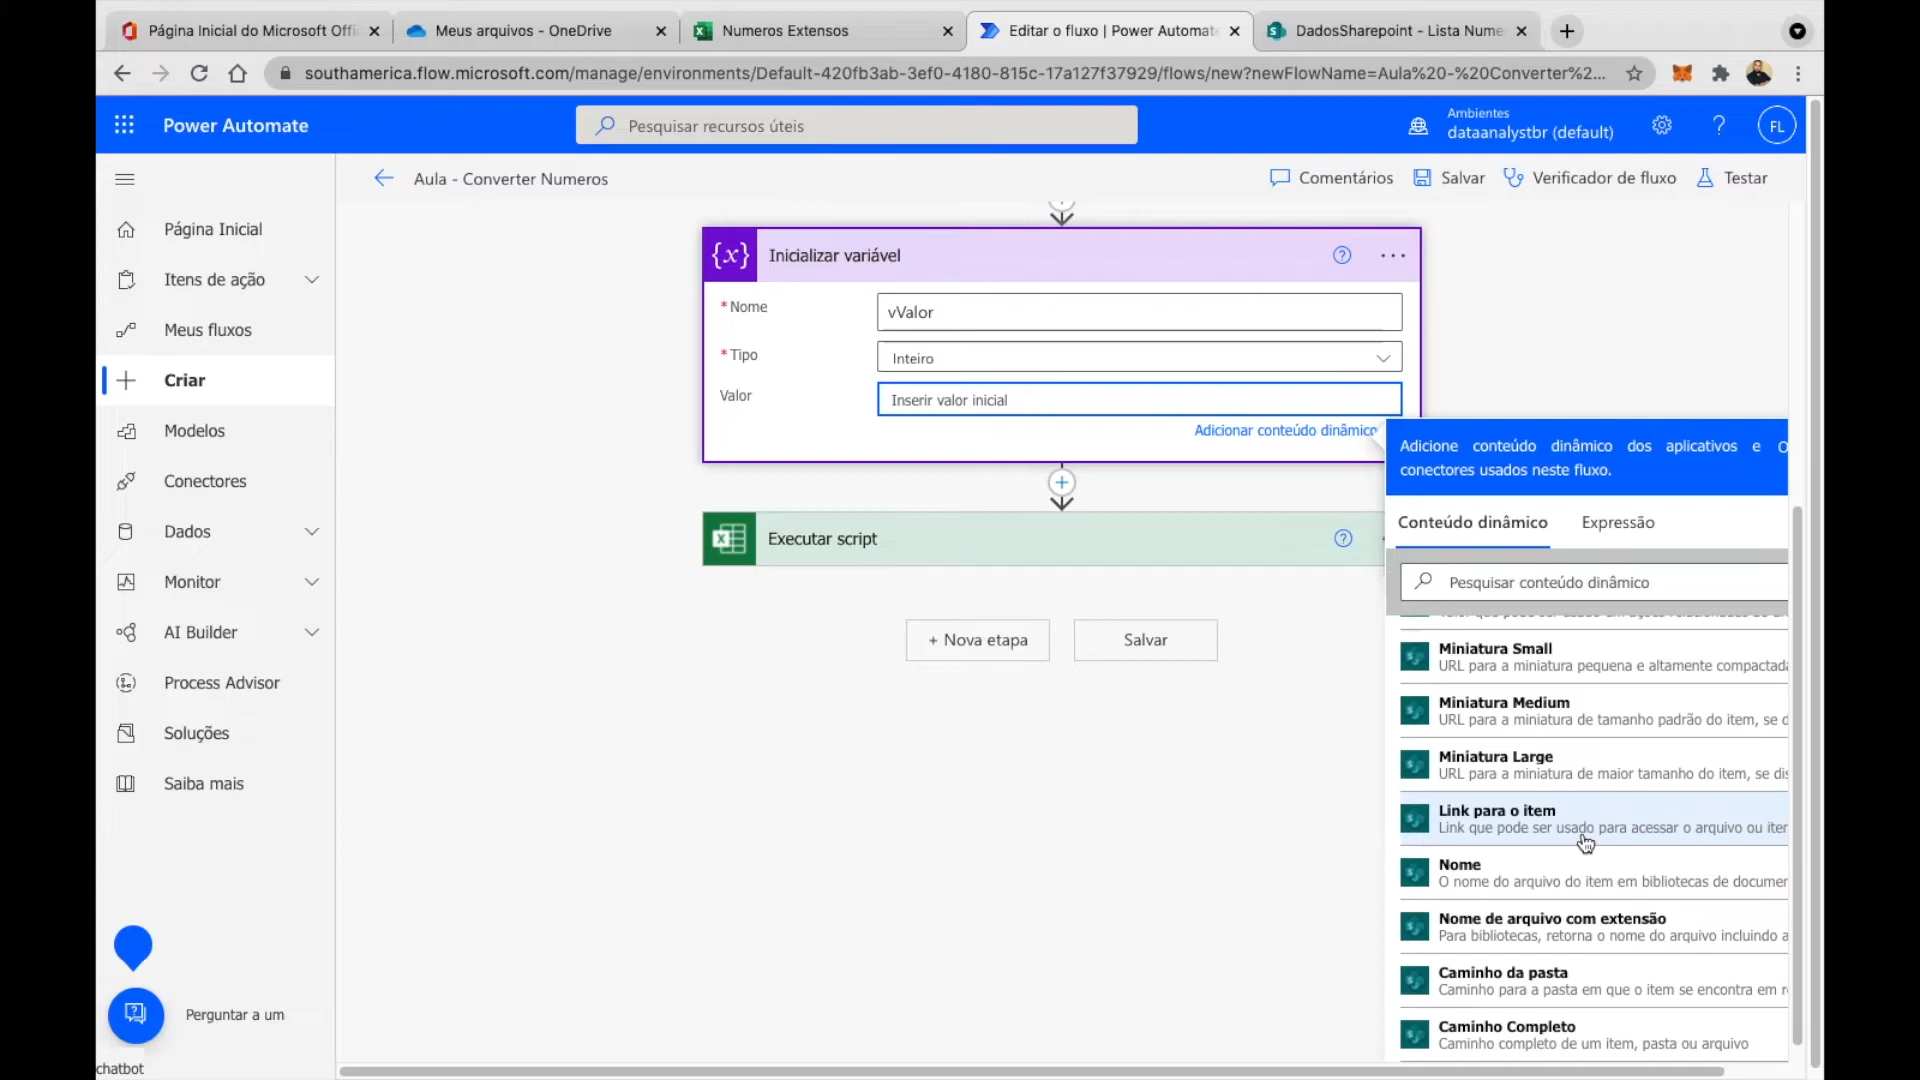 Página Inicial do Microsoft Offi
Meus arquivos - OneDrive
Numeros Extensos
Editar o fluxo | Power Automat
DadosSharepoint - Lista Nume
southamerica.flow.microsoft.com/manage/environments/Default-420fb3ab-3ef0-4180-815c-17a127f37929/flows/new?newFlowName=Aula%20-%20Converter%2...
Power Automate
Pesquisar recursos úteis
Ambientes
dataanalystbr (default)
?
FL
Aula - Converter Numeros
Comentários
Salvar
Verificador de fluxo
Testar
Página Inicial
Itens de ação
Meus fluxos
Criar
Modelos
Conectores
Dados
Monitor
AI Builder
Process Advisor
Soluções
Saiba mais
Perguntar a um
chatbot
{x} Inicializar variável
* Nome
vValor
* Tipo
Inteiro
Valor
Inserir valor inicial
Adicionar conteúdo dinâmico
Executar script
+ Nova etapa
Salvar
Adicione conteúdo dinâmico dos aplicativos e
conectores usados neste fluxo.
Conteúdo dinâmico
Expressão
Pesquisar conteúdo dinâmico
Miniatura Small
URL para a miniatura pequena e altamente compactada
Miniatura Medium
URL para a miniatura de tamanho padrão do item, se d
Miniatura Large
URL para a miniatura de maior tamanho do item, se dis
Link para o item
Link que pode ser usado para acessar o arquivo ou iter
Nome
O nome do arquivo do item em bibliotecas de documer
Nome de arquivo com extensão
Para bibliotecas, retorna o nome do arquivo incluindo a
Caminho da pasta
Caminho para a pasta em que o item se encontra em r
Caminho Completo
Caminho completo de um item, pasta ou arquivo